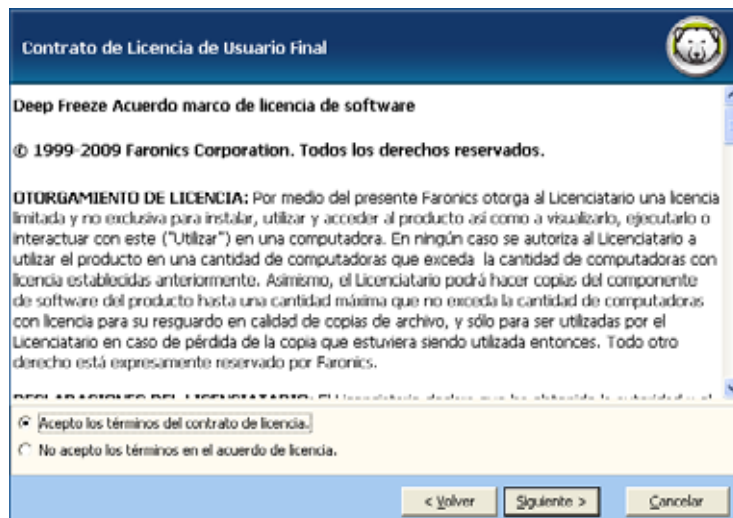 Contrato de Licencia de Usuario Final
Deep Freeze Acuerdo marco de licencia de software
© 1999-2009 Faronics Corporation. Todos los derechos reservados.
OTORGAMIENTO DE LICENCIA: Por medio del presente Faronics otorga al Licenciatario una licencia
limitada y no exclusiva para instalar, utilizar y acceder al producto así como a visualizarlo, ejecutarlo o
interactuar con este ("Utilizar") en una computadora. En ningún caso se autoriza al Licenciatario a
utilizar el producto en una cantidad de computadoras que exceda la cantidad de computadoras con
licencia establecidas anteriormente. Asimismo, el Licenciatario podrá hacer copias del componente
de software del producto hasta una cantidad máxima que no exceda la cantidad de computadoras
con licencia para su resguardo en calidad de copias de archivo, y sólo para ser utilizadas por el
Licenciatario en caso de pérdida de la copia que estuviera siendo utilizada entonces. Todo otro
derecho está expresamente reservado por Faronics.
Acepto los términos del contrato de licencia.
No acepto los términos en el acuerdo de licencia.
< Volver Siguiente > Cancelar